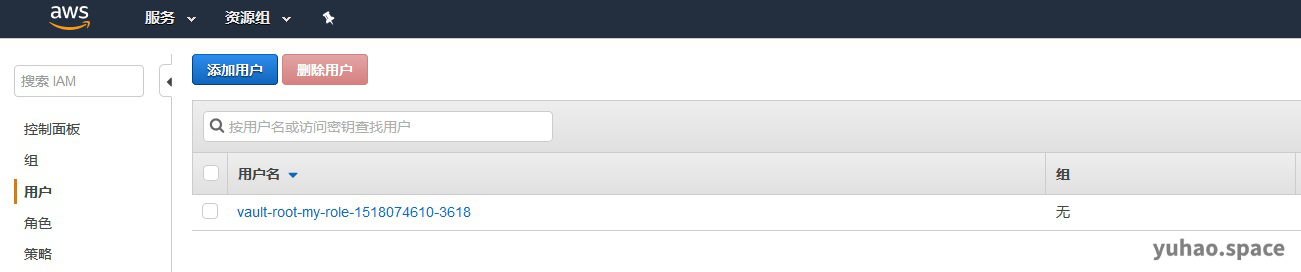 aws 服务 资源组
搜索 IAM
添加用户 删除用户
按用户名或访问密钥查找用户
控制面板
组
用户
角色
策略
用户名 组
vault-root-my-role-1518074610-3618 无
yuhao.space